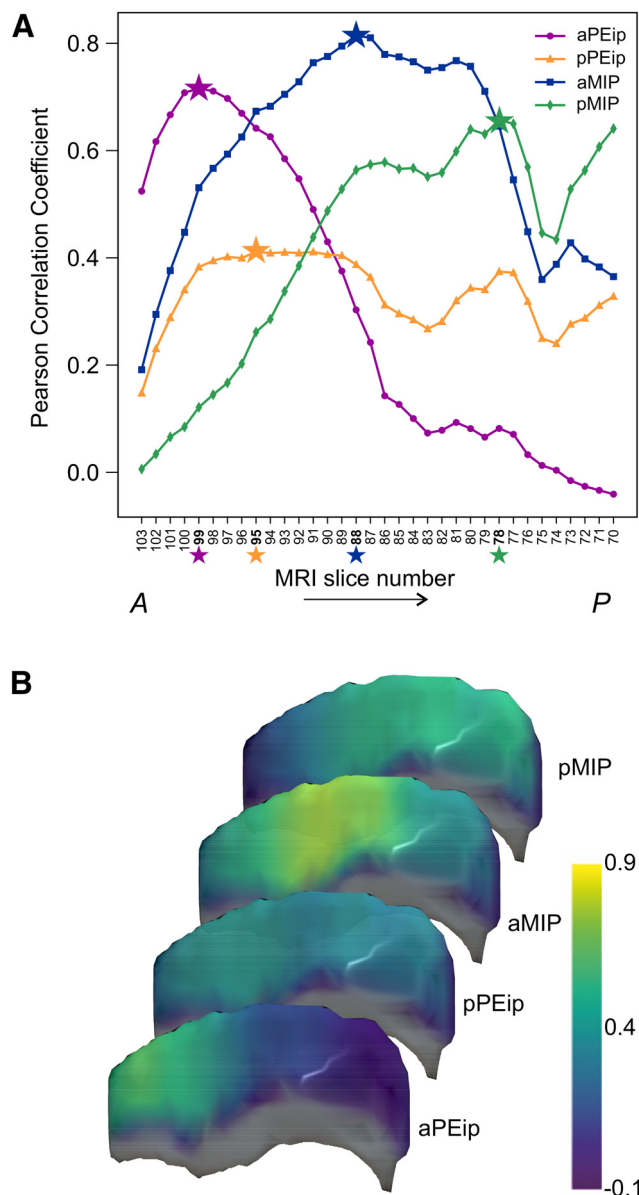 A
aPEip
pPEip
aMIP
pMIP
Pearson Correlation Coefficient
0.8
0.6
0.4
0.2
0.0
103 102 101 100 99 98 97 96 95 94 93 92 91 90 89 88 87 86 85 84 83 82 81 80 79 78 77 76 75 74 73 72 71 70
MRI slice number
A P
B
pMIP
aMIP
pPEip
aPEip
0.9
0.4
-0.1